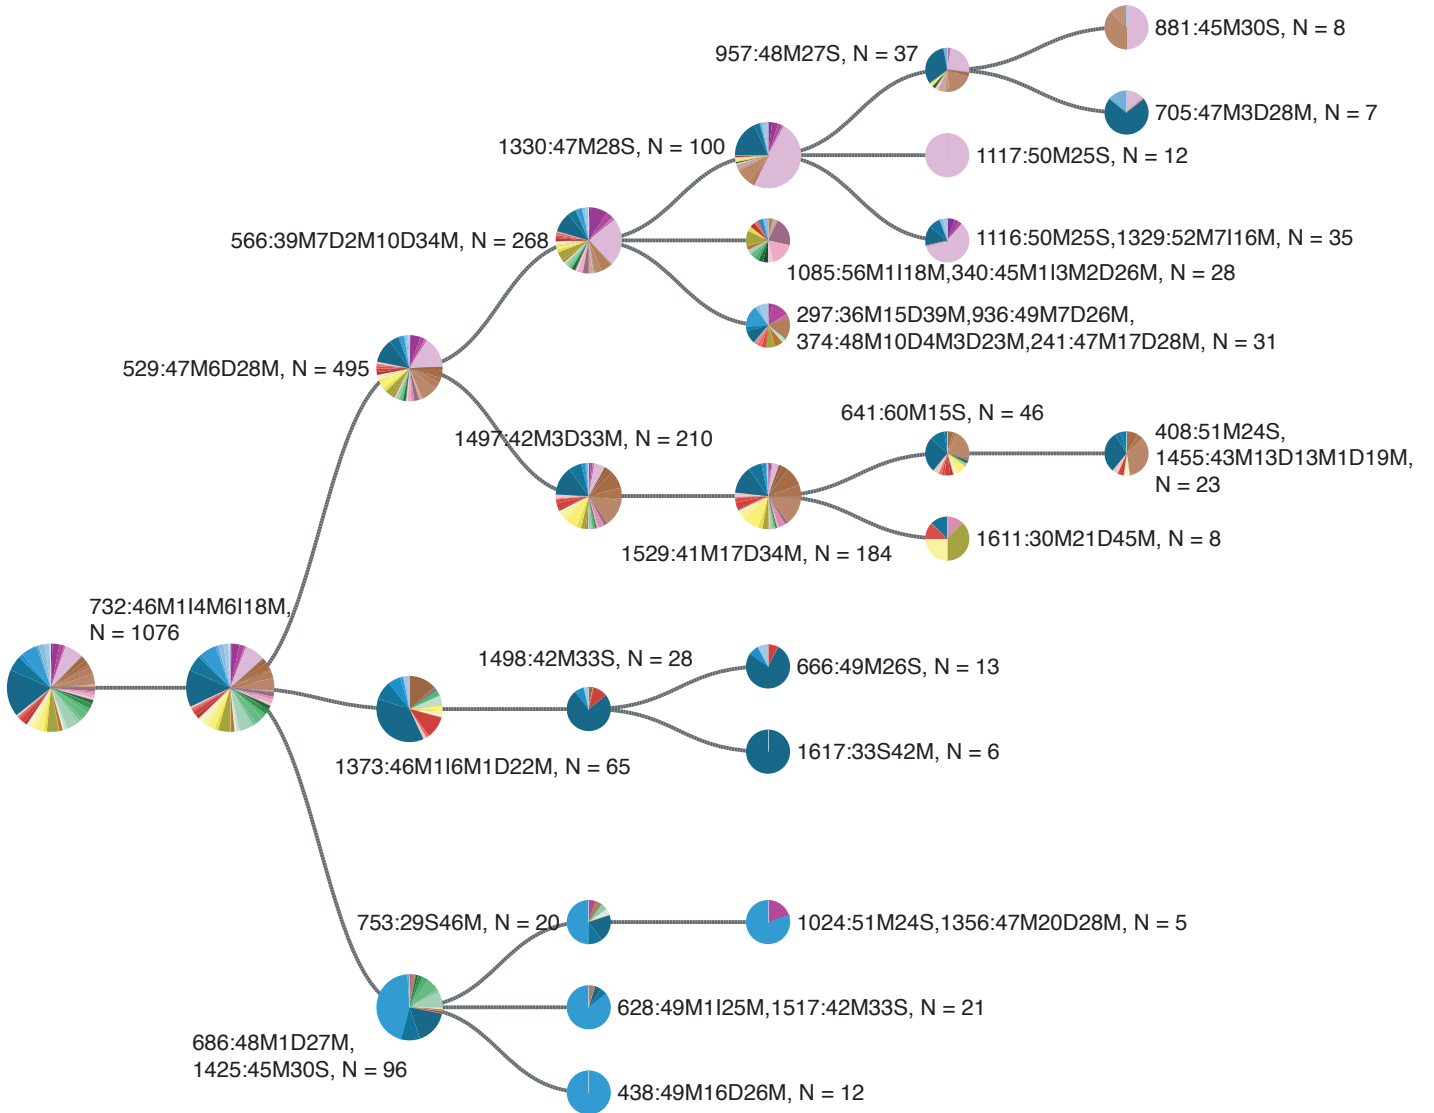 881:45M30S, N = 8
957:48M27S, N = 37
705:47M3D28M, N = 7
1330:47M28S, N = 100
1117:50M25S, N = 12
566:39M7D2M10D34M, N = 268
1116:50M25S,1329:52M7I16M, N = 35
1085:56M1I18M,340:45M1I3M2D26M, N = 28
297:36M15D39M,936:49M7D26M,
374:48M10D4M3D23M,241:47M17D28M, N = 31
529:47M6D28M, N = 495
641:60M15S, N = 46
1497:42M3D33M, N = 210
408:51M24S,
1455:43M13D13M1D19M,
N = 23
1529:41M17D34M, N = 184
1611:30M21D45M, N = 8
732:46M1I4M6I18M,
N = 1076
1498:42M33S, N = 28
666:49M26S, N = 13
1373:46M1I6M1D22M, N = 65
1617:33S42M, N = 6
753:29S46M, N = 20
1024:51M24S,1356:47M20D28M, N = 5
628:49M1I25M,1517:42M33S, N = 21
686:48M1D27M,
1425:45M30S, N = 96
438:49M16D26M, N = 12